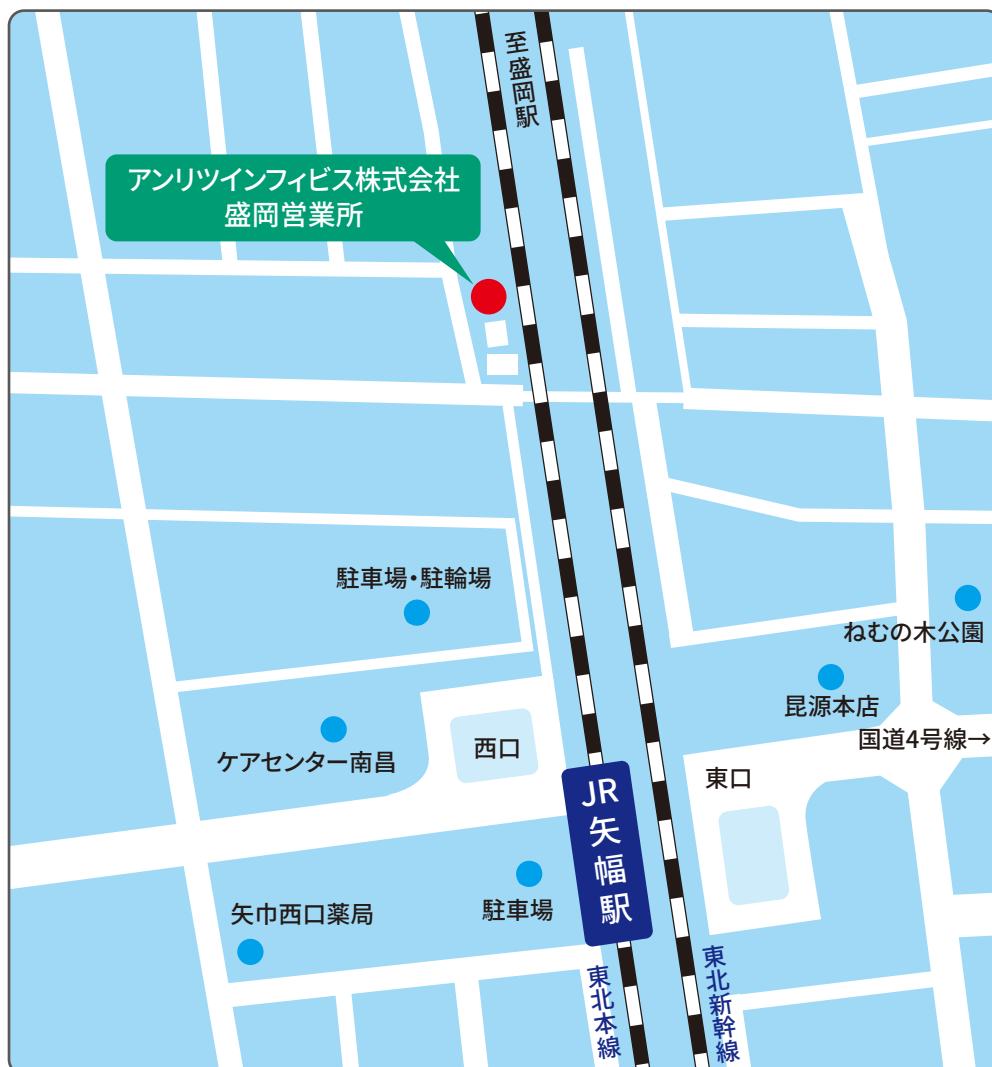 至盛岡駅
アンリツインフィビス株式会社
盛岡営業所
駐車場・駐輪場
ねむの木公園
昆源本店
国道4号線→
西口
ケアセンター南昌
東口
JR矢幅駅
矢巾西口薬局
駐車場
東北本線
東北新幹線